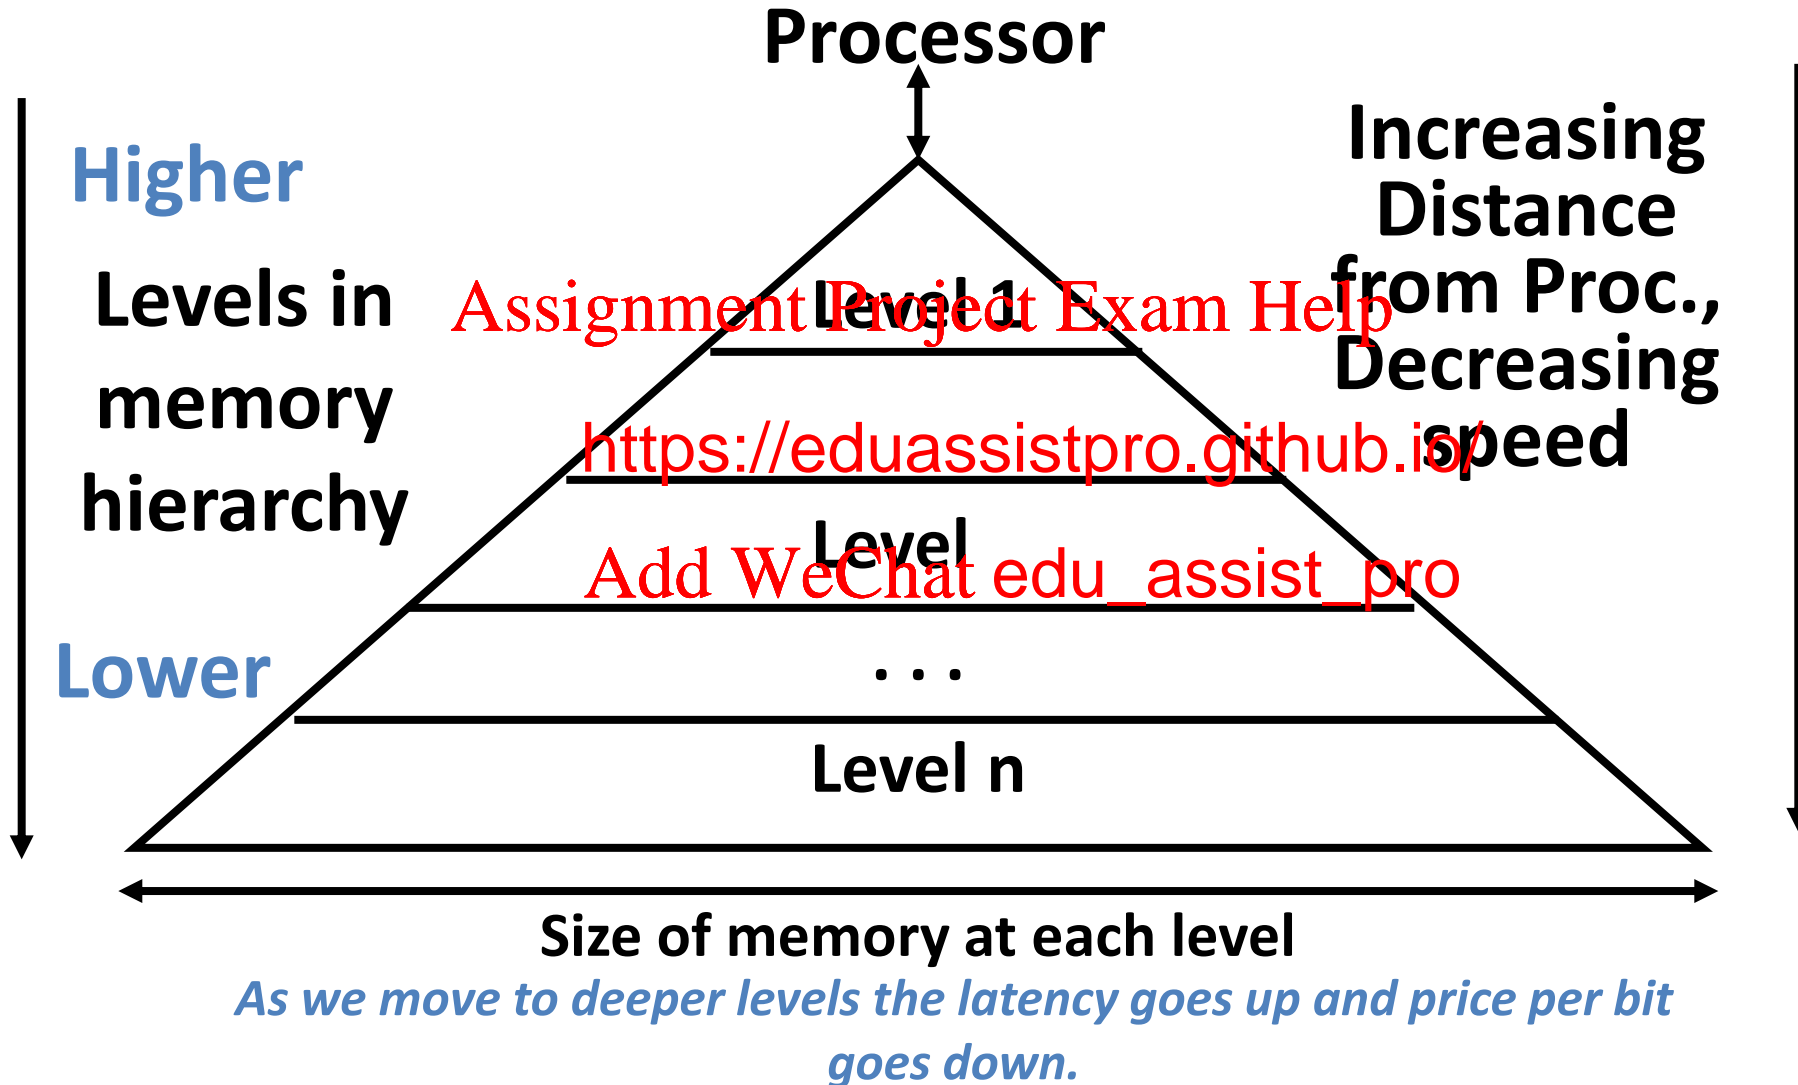 Processor
Higher
Levels in
memory
hierarchy
Lower
Increasing
Distance
from Proc.,
Decreasing
speed
Level 1
Assignment Project Exam Help
https://eduassistpro.github.io/
Level
Add WeChat edu_assist_pro
. . .
Level n
Size of memory at each level
As we move to deeper levels the latency goes up and price per bit
goes down.